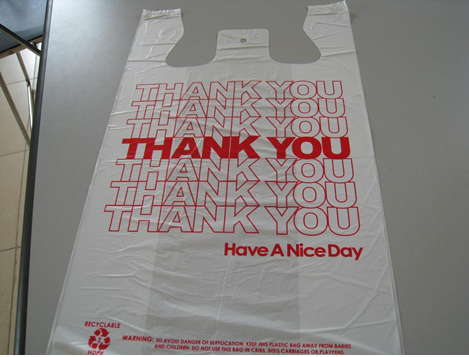 THANK YOU
THANK YOU
THANK YOU
THANK YOU
THANK YOU
THANK YOU
THANK YOU
Have A Nice Day
RECYCLABLE
2
HDPE
WARNING: TO AVOID DANGER OF SUFFOCATION, KEEP THIS PLASTIC BAG AWAY FROM BABIES
AND CHILDREN. DO NOT USE THIS BAG IN CRIBS, BEDS, CARRIAGES OR PLAYPENS.